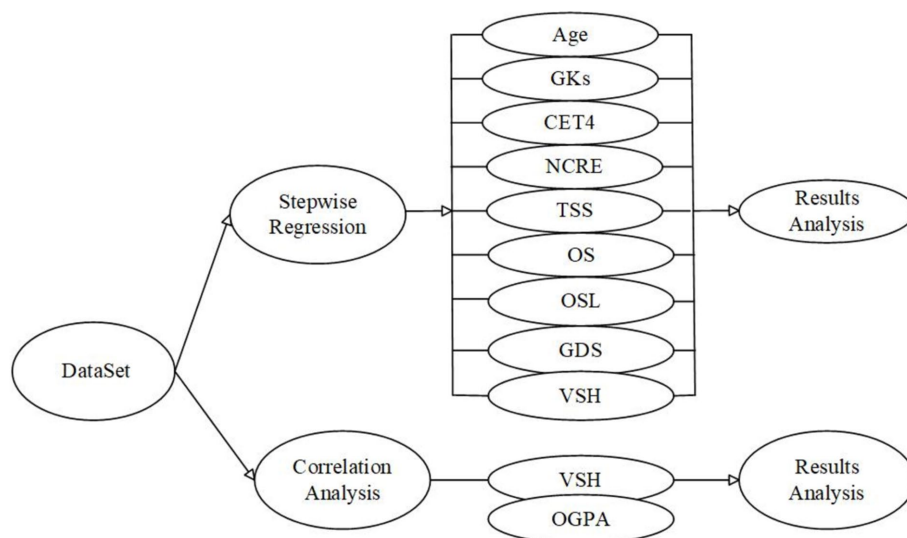 Age
GKs
CET4
NCRE
TSS
OS
OSL
GDS
VSH
Stepwise
Regression
Results
Analysis
DataSet
Correlation
Analysis
VSH
OGPA
Results
Analysis